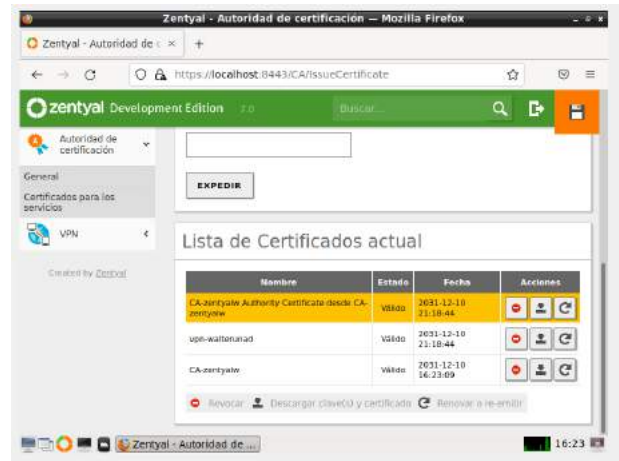 Zentyal - Autoridad de certificación — Mozilla Firefox
Zentyal - Autoridad de c × +
https://localhost:8443/CA/IssueCertificate
zentyal Development Edition 7.0 Buscar...
Autoridad de
certificación
General
Certificados para los
servicios
VPN
Created by Zentyal
EXPEDIR
Lista de Certificados actual
Nombre Estado Fecha Acciones
CA-zentyalw Authority Certificate desde CA-
zentyalw
Válido
2031-12-10
21:18:44
vpn-walterunad
Válido
2031-12-10
21:18:44
CA-zentyalw
Válido
2031-12-10
16:23:09
Revocar Descargar clave(s) y certificado Renovar o re-emitir
Zentyal - Autoridad de ... 16:23